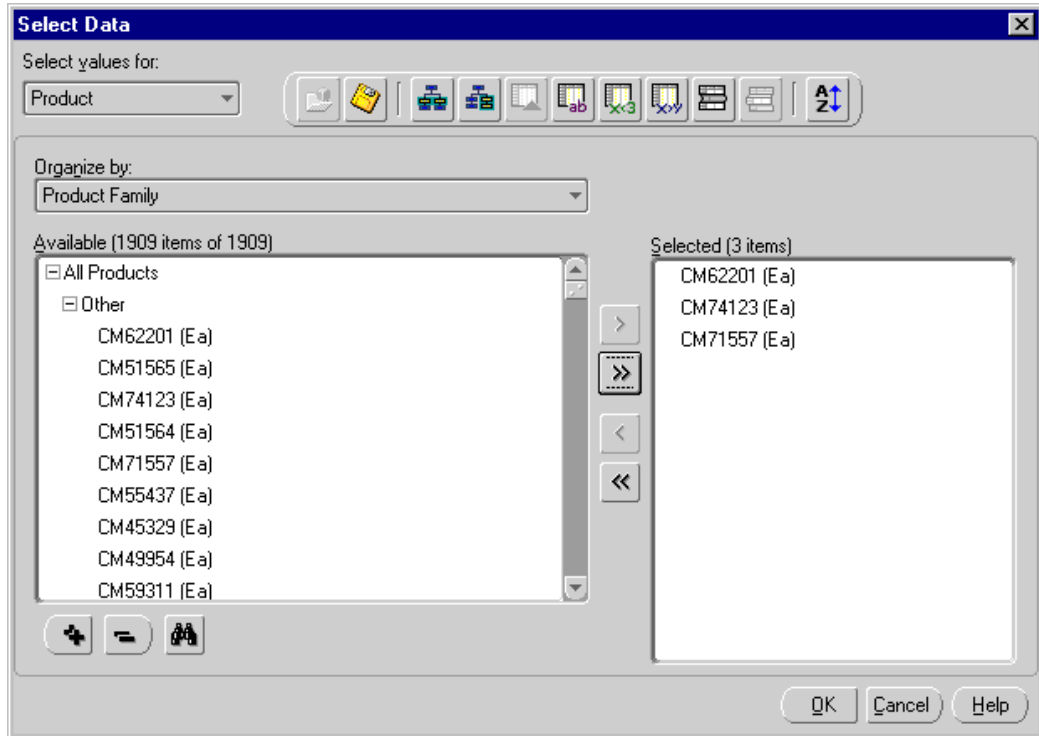 Select Data
Select values for:
Product
ab
x<3
x>y
A
Z
Organize by:
Product Family
Available (1909 items of 1909)
All Products
Other
CM62201 (Ea)
CM51565 (Ea)
CM74123 (Ea)
CM51564 (Ea)
CM71557 (Ea)
CM55437 (Ea)
CM45329 (Ea)
CM49954 (Ea)
CM59311 (Ea)
>
>>
<
<<
Selected (3 items)
CM62201 (Ea)
CM74123 (Ea)
CM71557 (Ea)
OK Cancel Help